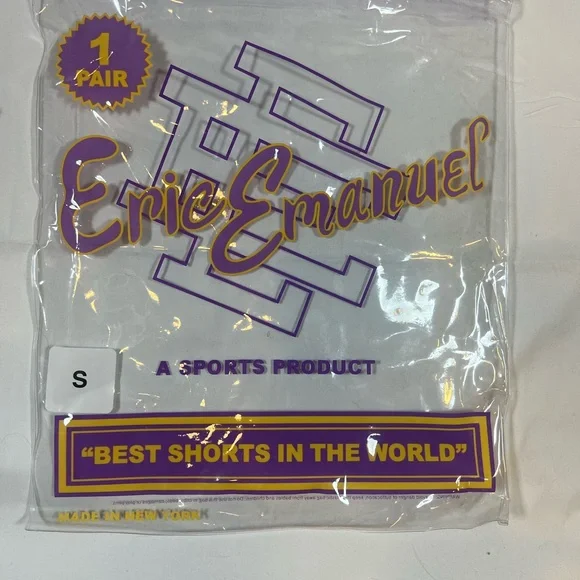 1
PAIR
Eric Emanuel
A SPORTS PRODUCT
S
“BEST SHORTS IN THE WORLD”
MADE IN NEW YORK